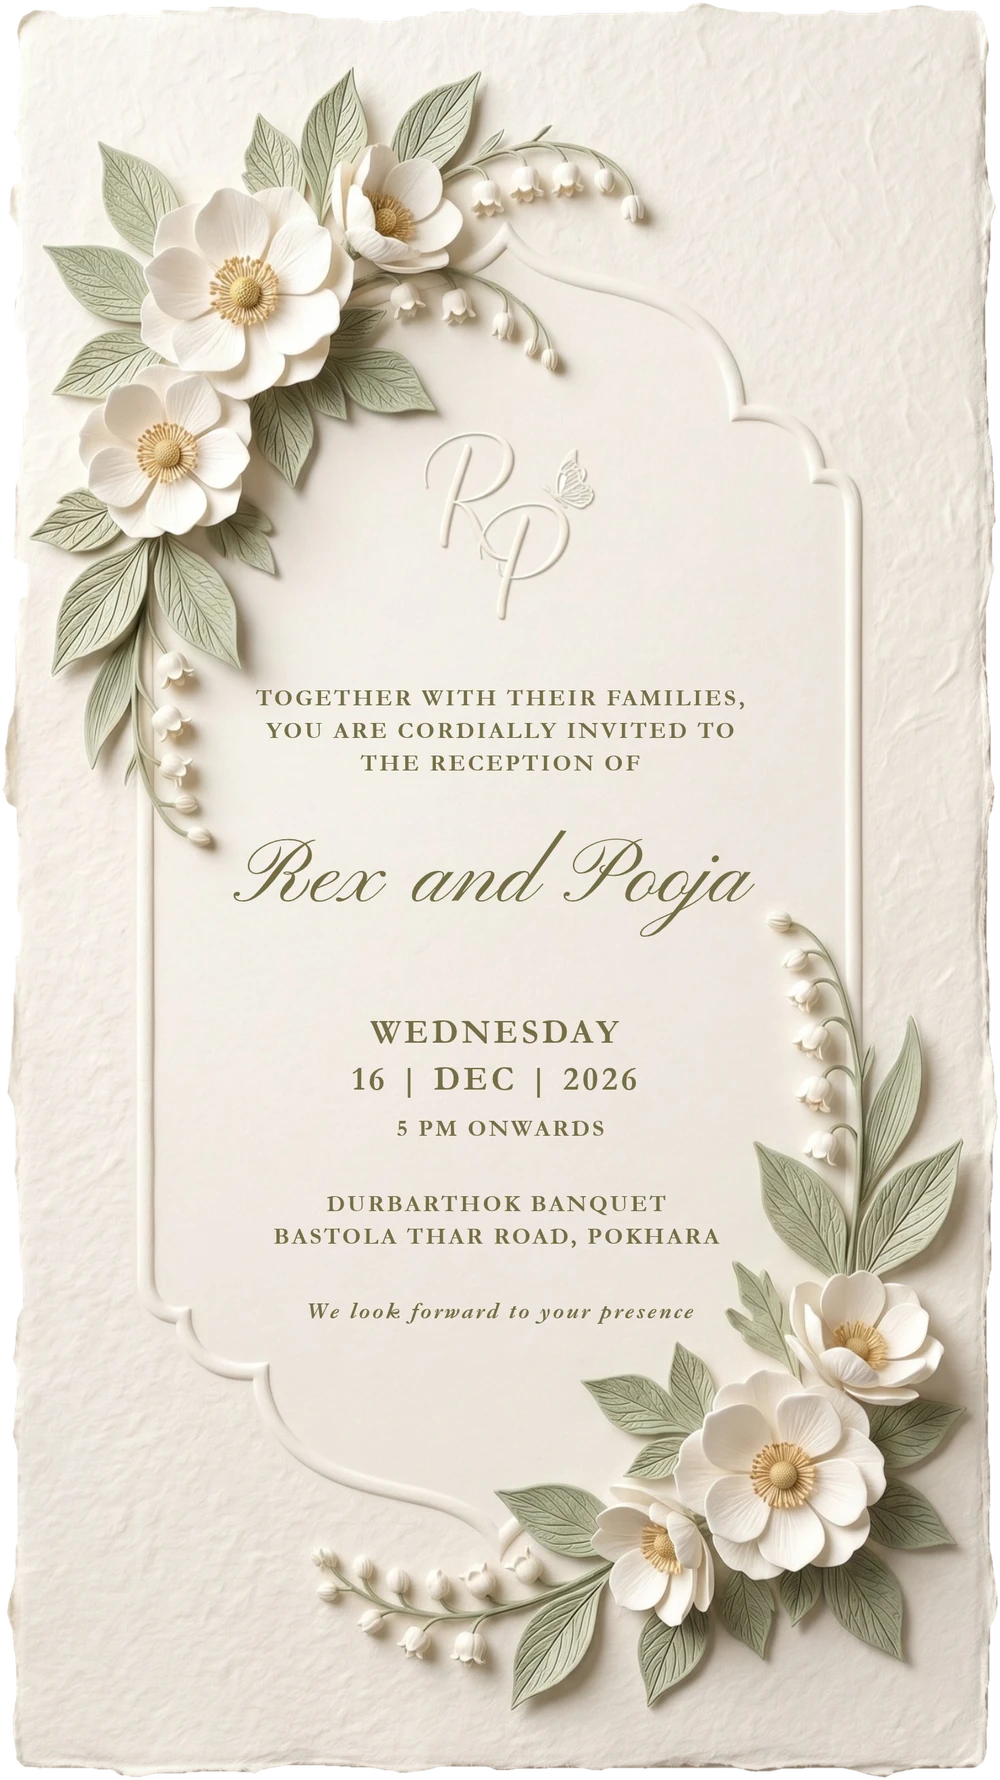 RP
TOGETHER WITH THEIR FAMILIES,
YOU ARE CORDIALLY INVITED TO
THE RECEPTION OF
Rex and Pooja
WEDNESDAY
16 | DEC | 2026
5 PM ONWARDS
DURBARTHOK BANQUET
BASTOLA THAR ROAD, POKHARA
We look forward to your presence